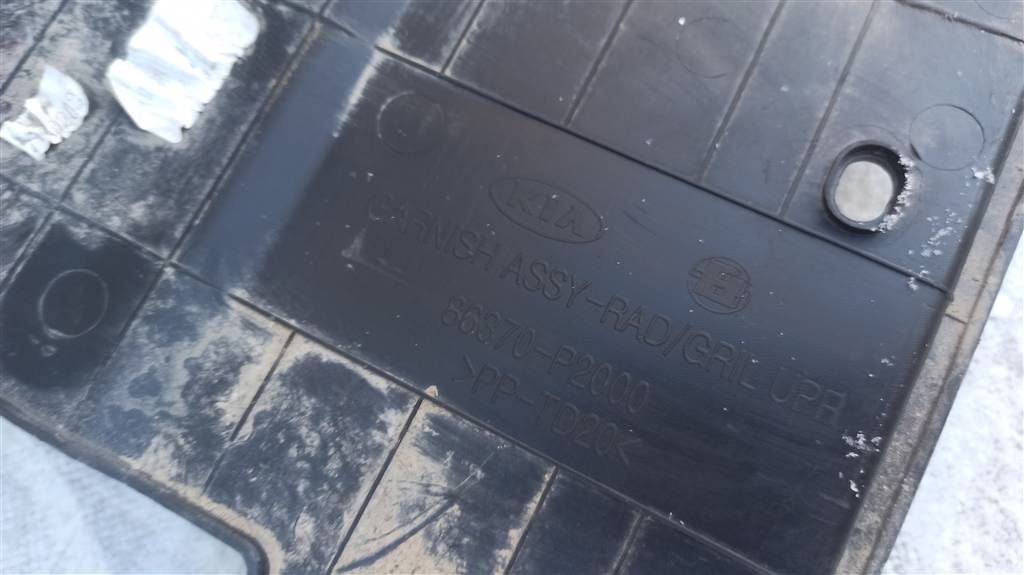 KIA
GARNISH ASSY-RAD/GRIL UPR
86370-P2000
>PP-TD20<